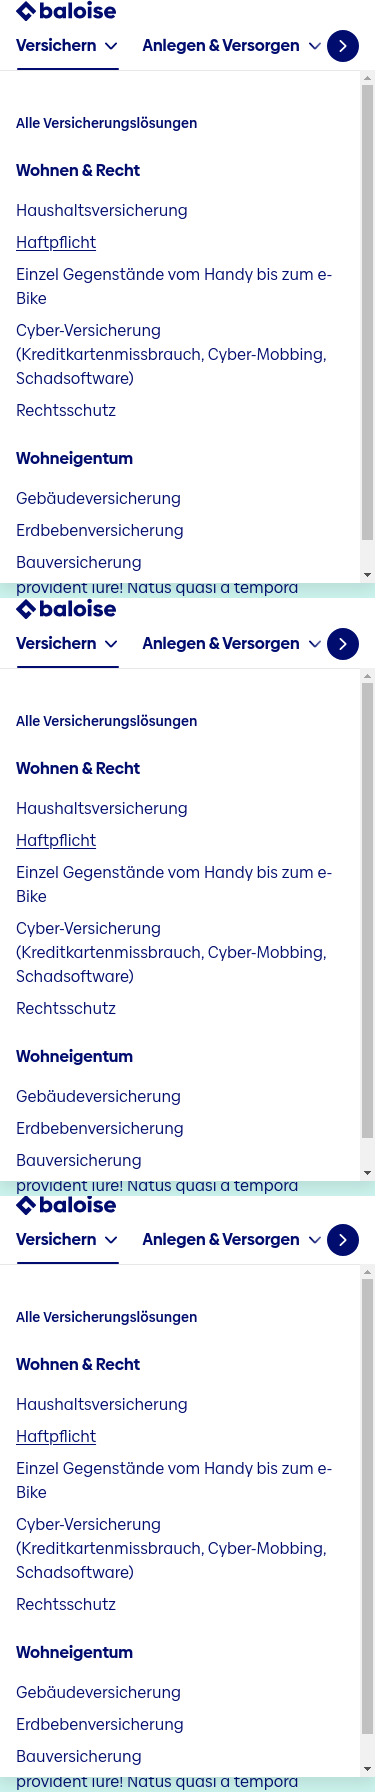 baloise
Versichern Anlegen & Versorgen
Alle Versicherungslösungen
Wohnen & Recht
Haushaltsversicherung
Haftpflicht
Einzel Gegenstände vom Handy bis zum e-
Bike
Cyber-Versicherung
(Kreditkartenmissbrauch, Cyber-Mobbing,
Schadsoftware)
Rechtsschutz
Wohneigentum
Gebäudeversicherung
Erdbebenversicherung
Bauversicherung
provident iure! Natus quasi a tempora
baloise
Versichern Anlegen & Versorgen
Alle Versicherungslösungen
Wohnen & Recht
Haushaltsversicherung
Haftpflicht
Einzel Gegenstände vom Handy bis zum e-
Bike
Cyber-Versicherung
(Kreditkartenmissbrauch, Cyber-Mobbing,
Schadsoftware)
Rechtsschutz
Wohneigentum
Gebäudeversicherung
Erdbebenversicherung
Bauversicherung
provident iure! Natus quasi a tempora
baloise
Versichern Anlegen & Versorgen
Alle Versicherungslösungen
Wohnen & Recht
Haushaltsversicherung
Haftpflicht
Einzel Gegenstände vom Handy bis zum e-
Bike
Cyber-Versicherung
(Kreditkartenmissbrauch, Cyber-Mobbing,
Schadsoftware)
Rechtsschutz
Wohneigentum
Gebäudeversicherung
Erdbebenversicherung
Bauversicherung
provident iure! Natus quasi a tempora